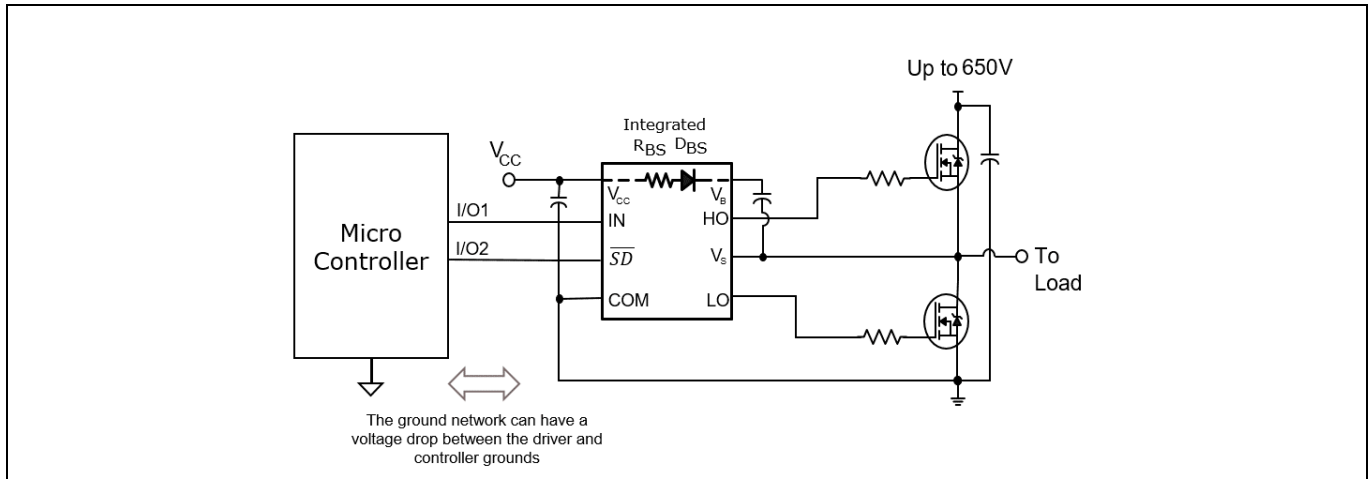 Up to 650V
Integrated
RBS DBS
VCC
Micro
Controller
I/O1
I/O2
VCC
IN
SD
COM
VB
HO
VS
LO
To
Load
The ground network can have a
voltage drop between the driver and
controller grounds